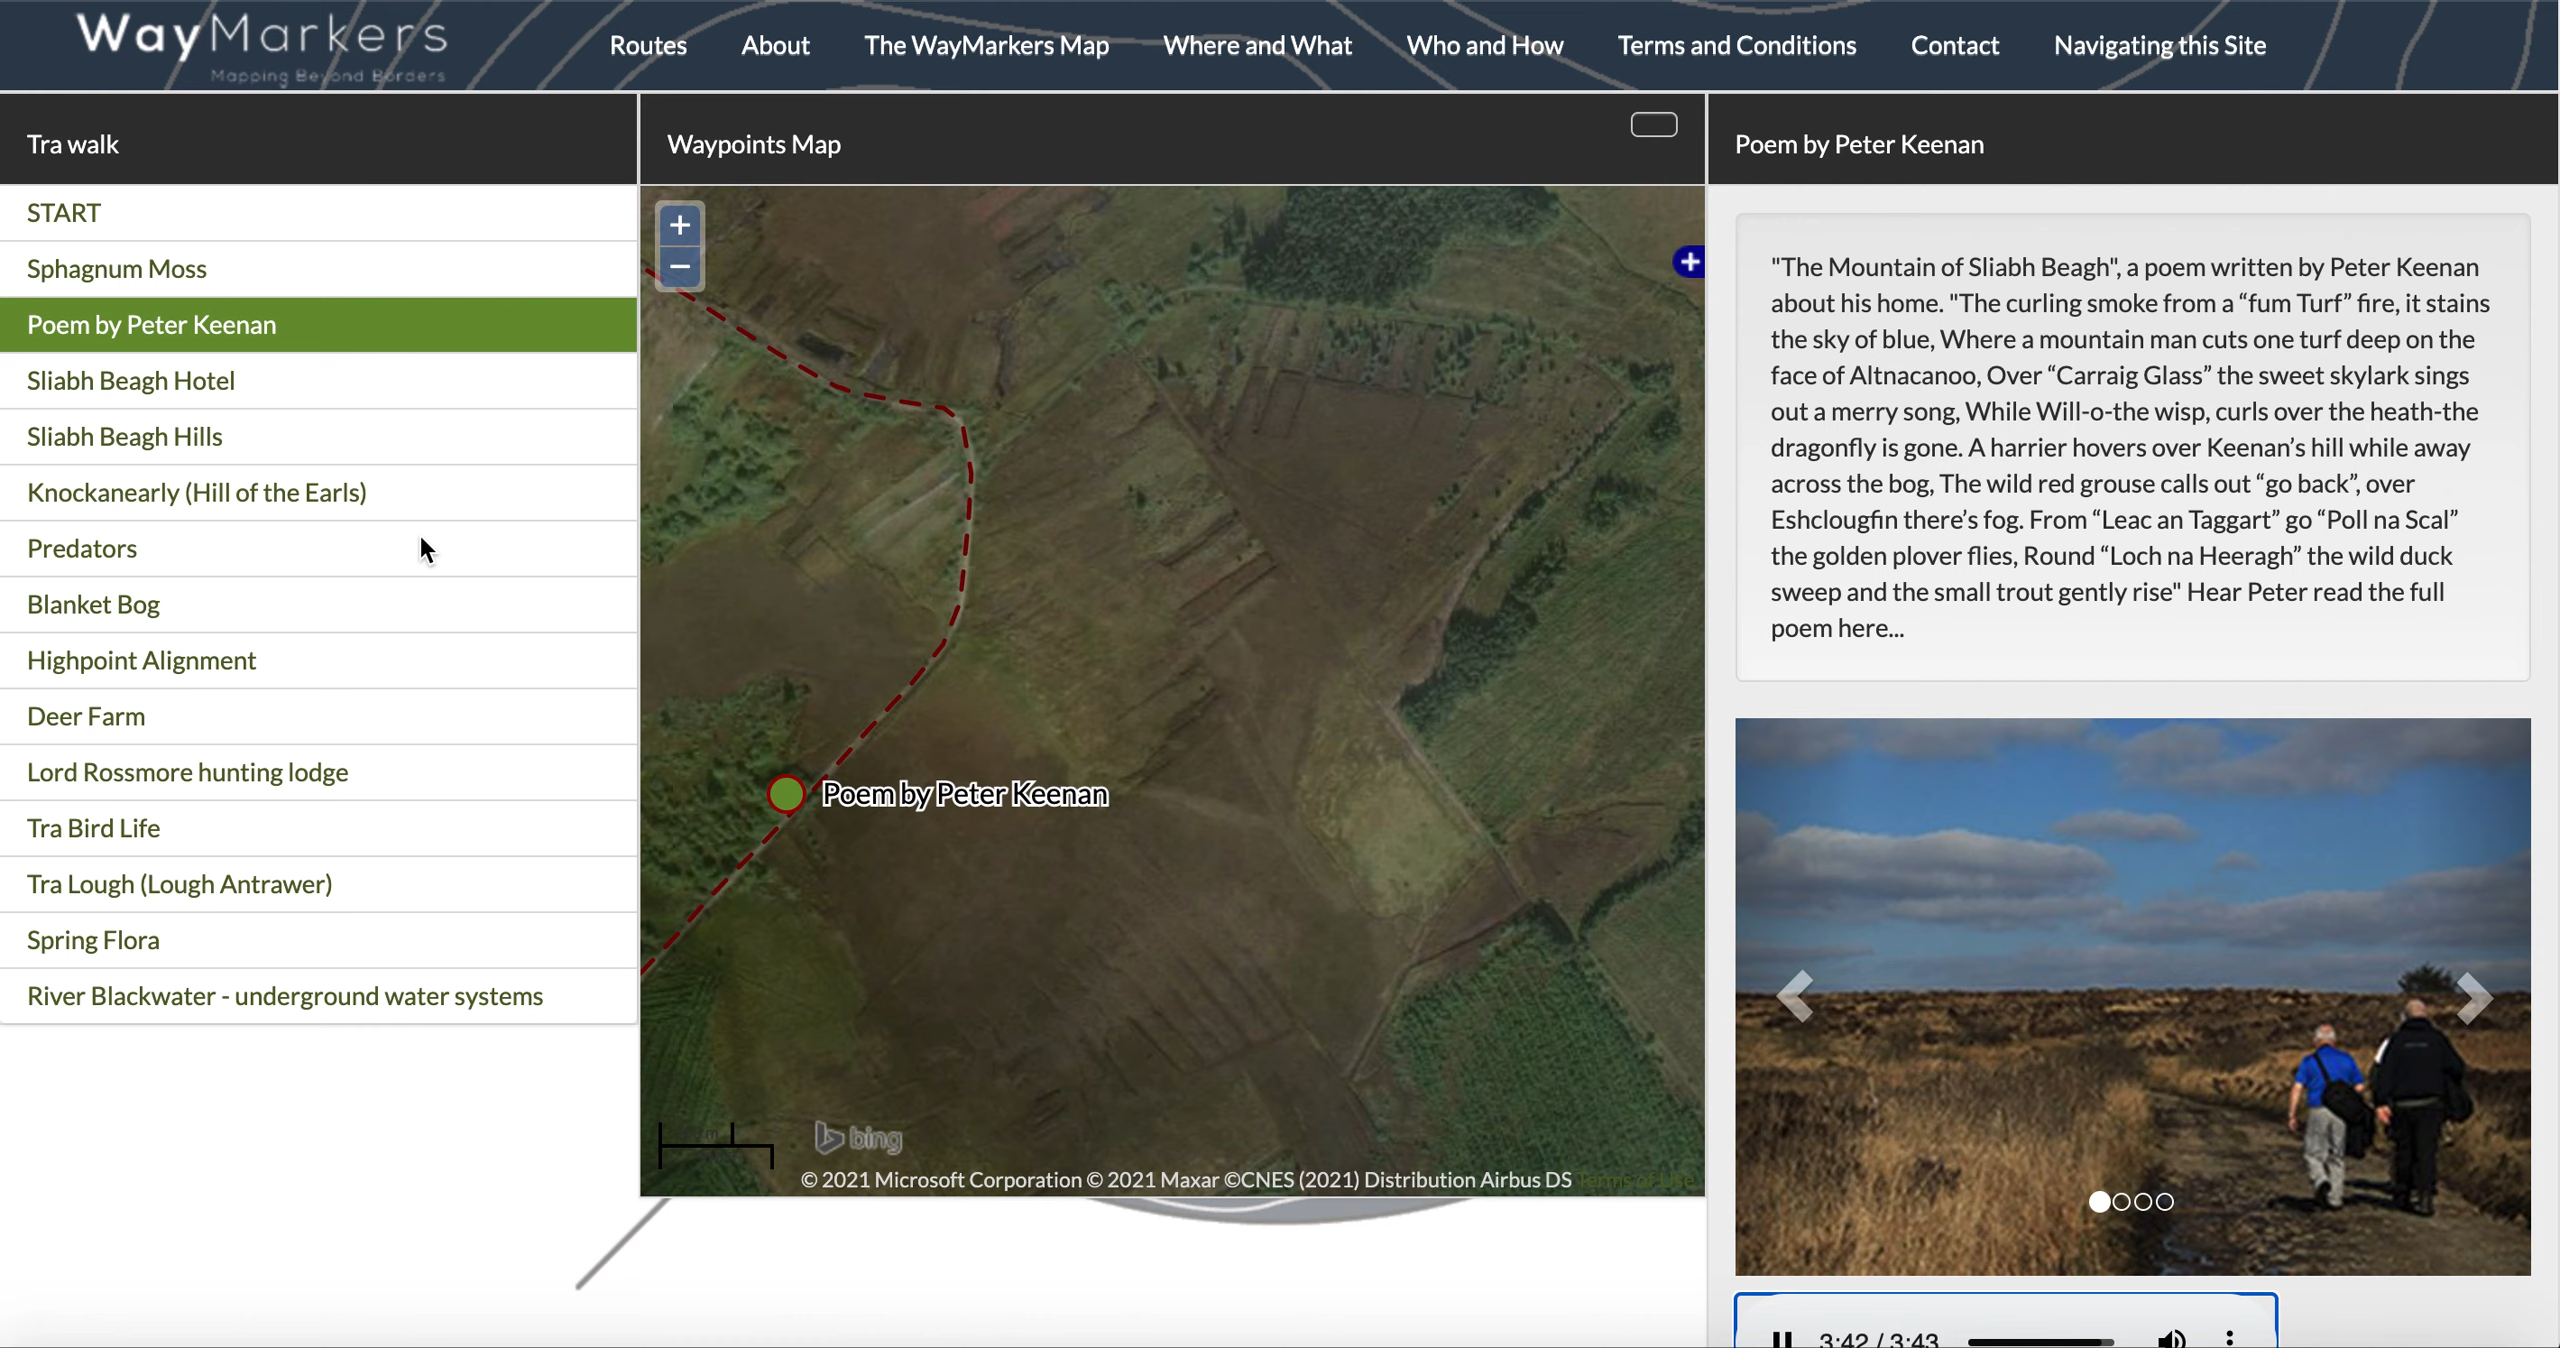 WayMarkers
Mapping Beyond Borders
Routes
About
The WayMarkers Map
Where and What
Who and How
Terms and Conditions
Contact
Navigating this Site
Tra walk
START
Sphagnum Moss
Poem by Peter Keenan
Sliabh Beagh Hotel
Sliabh Beagh Hills
Knockanearly (Hill of the Earls)
Predators
Blanket Bog
Highpoint Alignment
Deer Farm
Lord Rossmore hunting lodge
Tra Bird Life
Tra Lough (Lough Antrawer)
Spring Flora
River Blackwater - underground water systems
Waypoints Map
+
−
Poem by Peter Keenan
bing
© 2021 Microsoft Corporation © 2021 Maxar ©CNES (2021) Distribution Airbus DS Terms of Use
Poem by Peter Keenan
"The Mountain of Sliabh Beagh", a poem written by Peter Keenan
about his home. "The curling smoke from a “fum Turf” fire, it stains
the sky of blue, Where a mountain man cuts one turf deep on the
face of Altnacanoo, Over “Carraig Glass” the sweet skylark sings
out a merry song, While Will-o-the wisp, curls over the heath-the
dragonfly is gone. A harrier hovers over Keenan’s hill while away
across the bog, The wild red grouse calls out “go back”, over
Eshclougfin there’s fog. From “Leac an Taggart” go “Poll na Scal”
the golden plover flies, Round “Loch na Heeragh” the wild duck
sweep and the small trout gently rise" Hear Peter read the full
poem here...
3:42 / 3:43